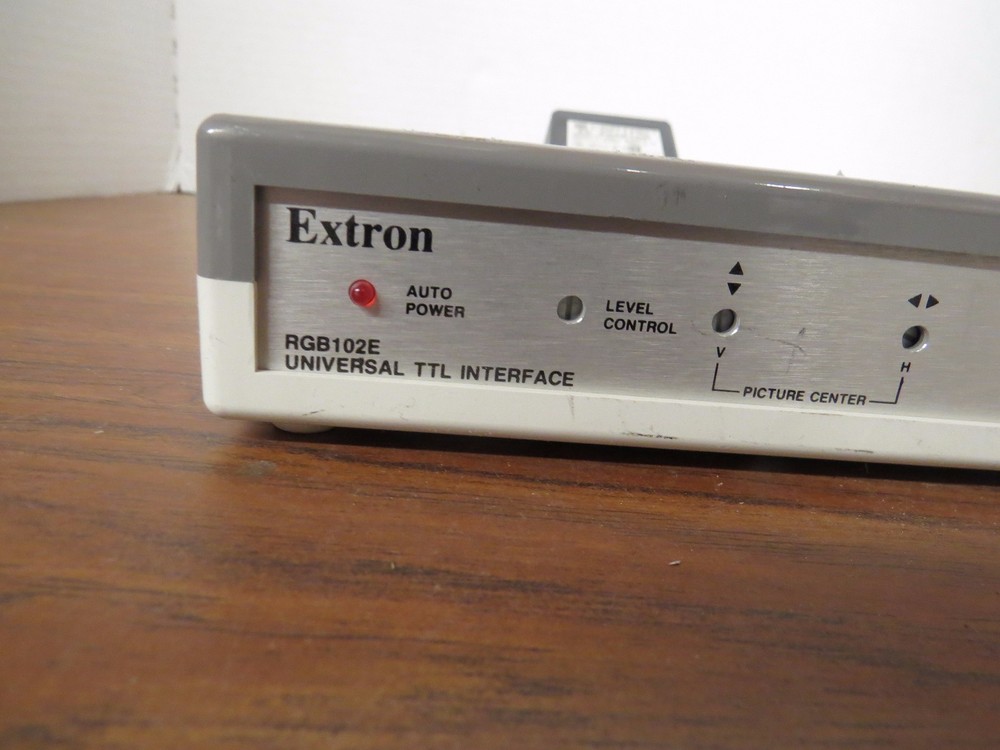 Extron
AUTO
POWER
LEVEL
CONTROL
▲
▼
◀▶
V
H
PICTURE CENTER
RGB102E
UNIVERSAL TTL INTERFACE